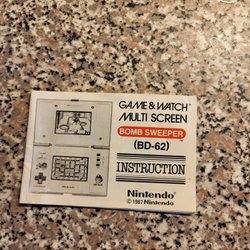 GAME & WATCH
MULTI SCREEN
BOMB SWEEPER
(BD-62)
INSTRUCTION
Nintendo®
© 1987 Nintendo